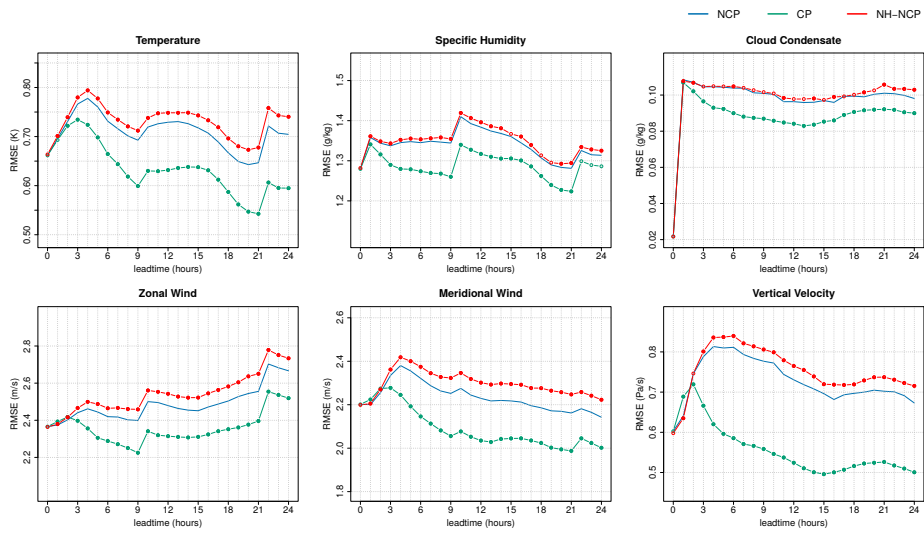 NCP CP NH−NCP
Temperature
RMSE (K)
0.50 0.60 0.70 0.80
0 3 6 9 12 15 18 21 24
leadtime (hours)
Specific Humidity
RMSE (g/kg)
1.2 1.3 1.4 1.5
0 3 6 9 12 15 18 21 24
leadtime (hours)
Cloud Condensate
RMSE (g/kg)
0.02 0.04 0.06 0.08 0.10
0 3 6 9 12 15 18 21 24
leadtime (hours)
Zonal Wind
RMSE (m/s)
2.2 2.4 2.6 2.8
0 3 6 9 12 15 18 21 24
leadtime (hours)
Meridional Wind
RMSE (m/s)
1.8 2.0 2.2 2.4 2.6
0 3 6 9 12 15 18 21 24
leadtime (hours)
Vertical Velocity
RMSE (Pa/s)
0.5 0.6 0.7 0.8
0 3 6 9 12 15 18 21 24
leadtime (hours)